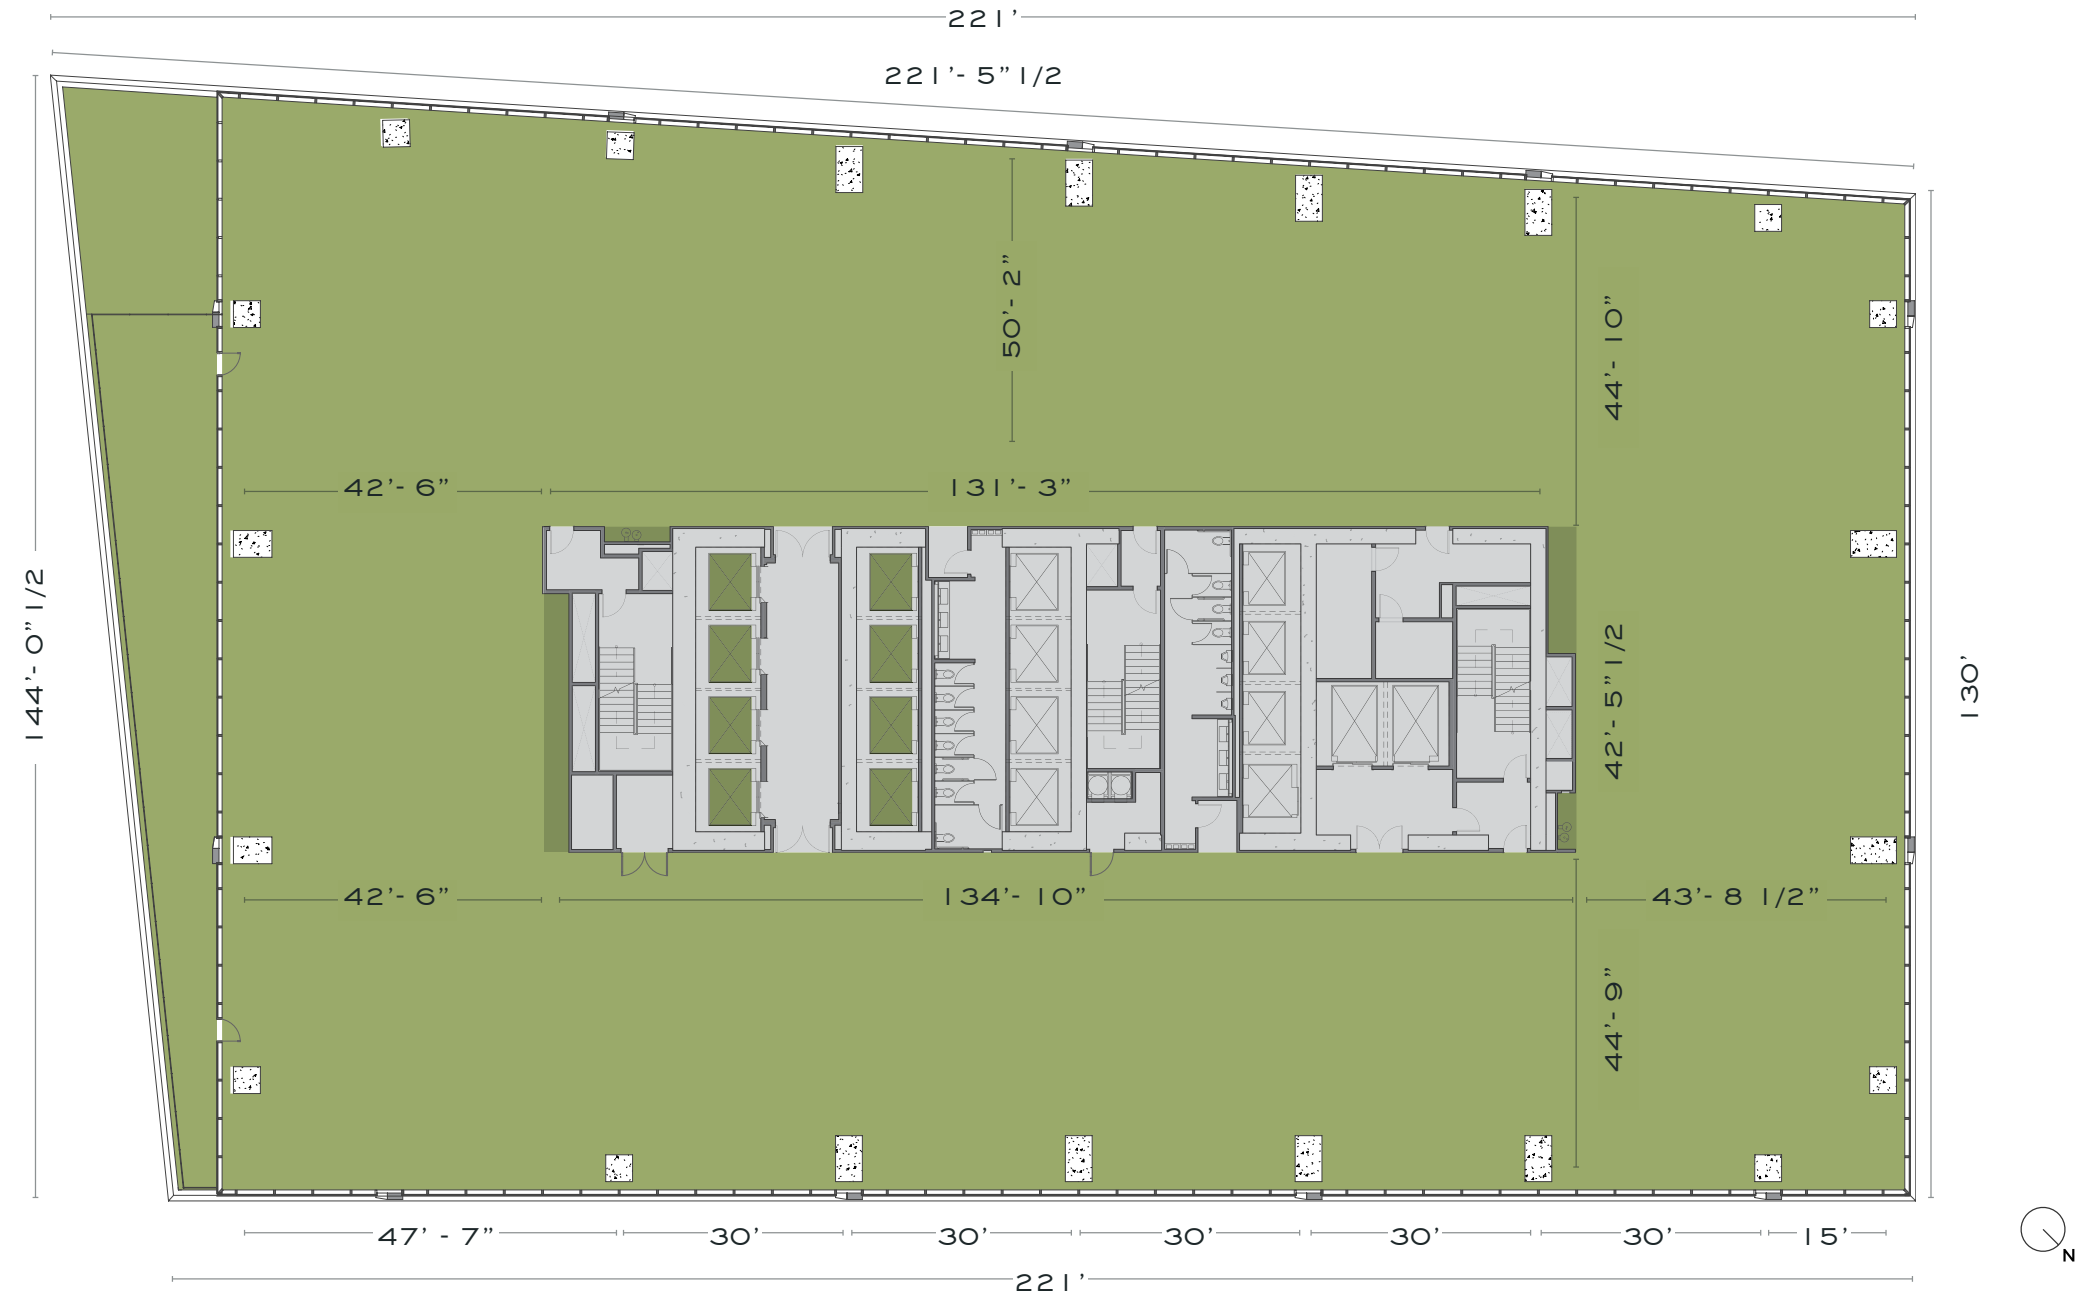 221'
221'- 5" 1/2
50'- 2"
44'- 10"
42'- 6"
131'- 3"
144'- 0" 1/2
42'- 5" 1/2
130'
42'- 6"
134'- 10"
43'- 8 1/2"
44'- 9"
47' - 7"
30'
30'
30'
30'
30'
15'
N
221'